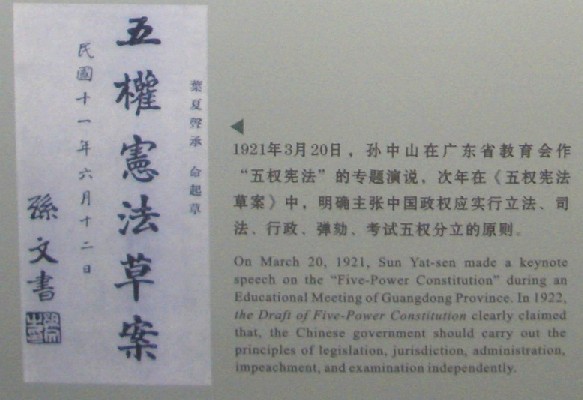 葉夏聲承 命起草
五權憲法草案
民國十一年六月十二日
孫文書
1921年3月20日，孙中山在广东省教育会作
“五权宪法”的专题演说，次年在《五权宪法
草案》中，明确主张中国政权应实行立法、司
法、行政、弹劾、考试五权分立的原则。
On March 20, 1921, Sun Yat-sen made a keynote
speech on the “Five-Power Constitution” during an
Educational Meeting of Guangdong Province. In 1922,
the Draft of Five-Power Constitution clearly claimed
that, the Chinese government should carry out the
principles of legislation, jurisdiction, administration,
impeachment, and examination independently.